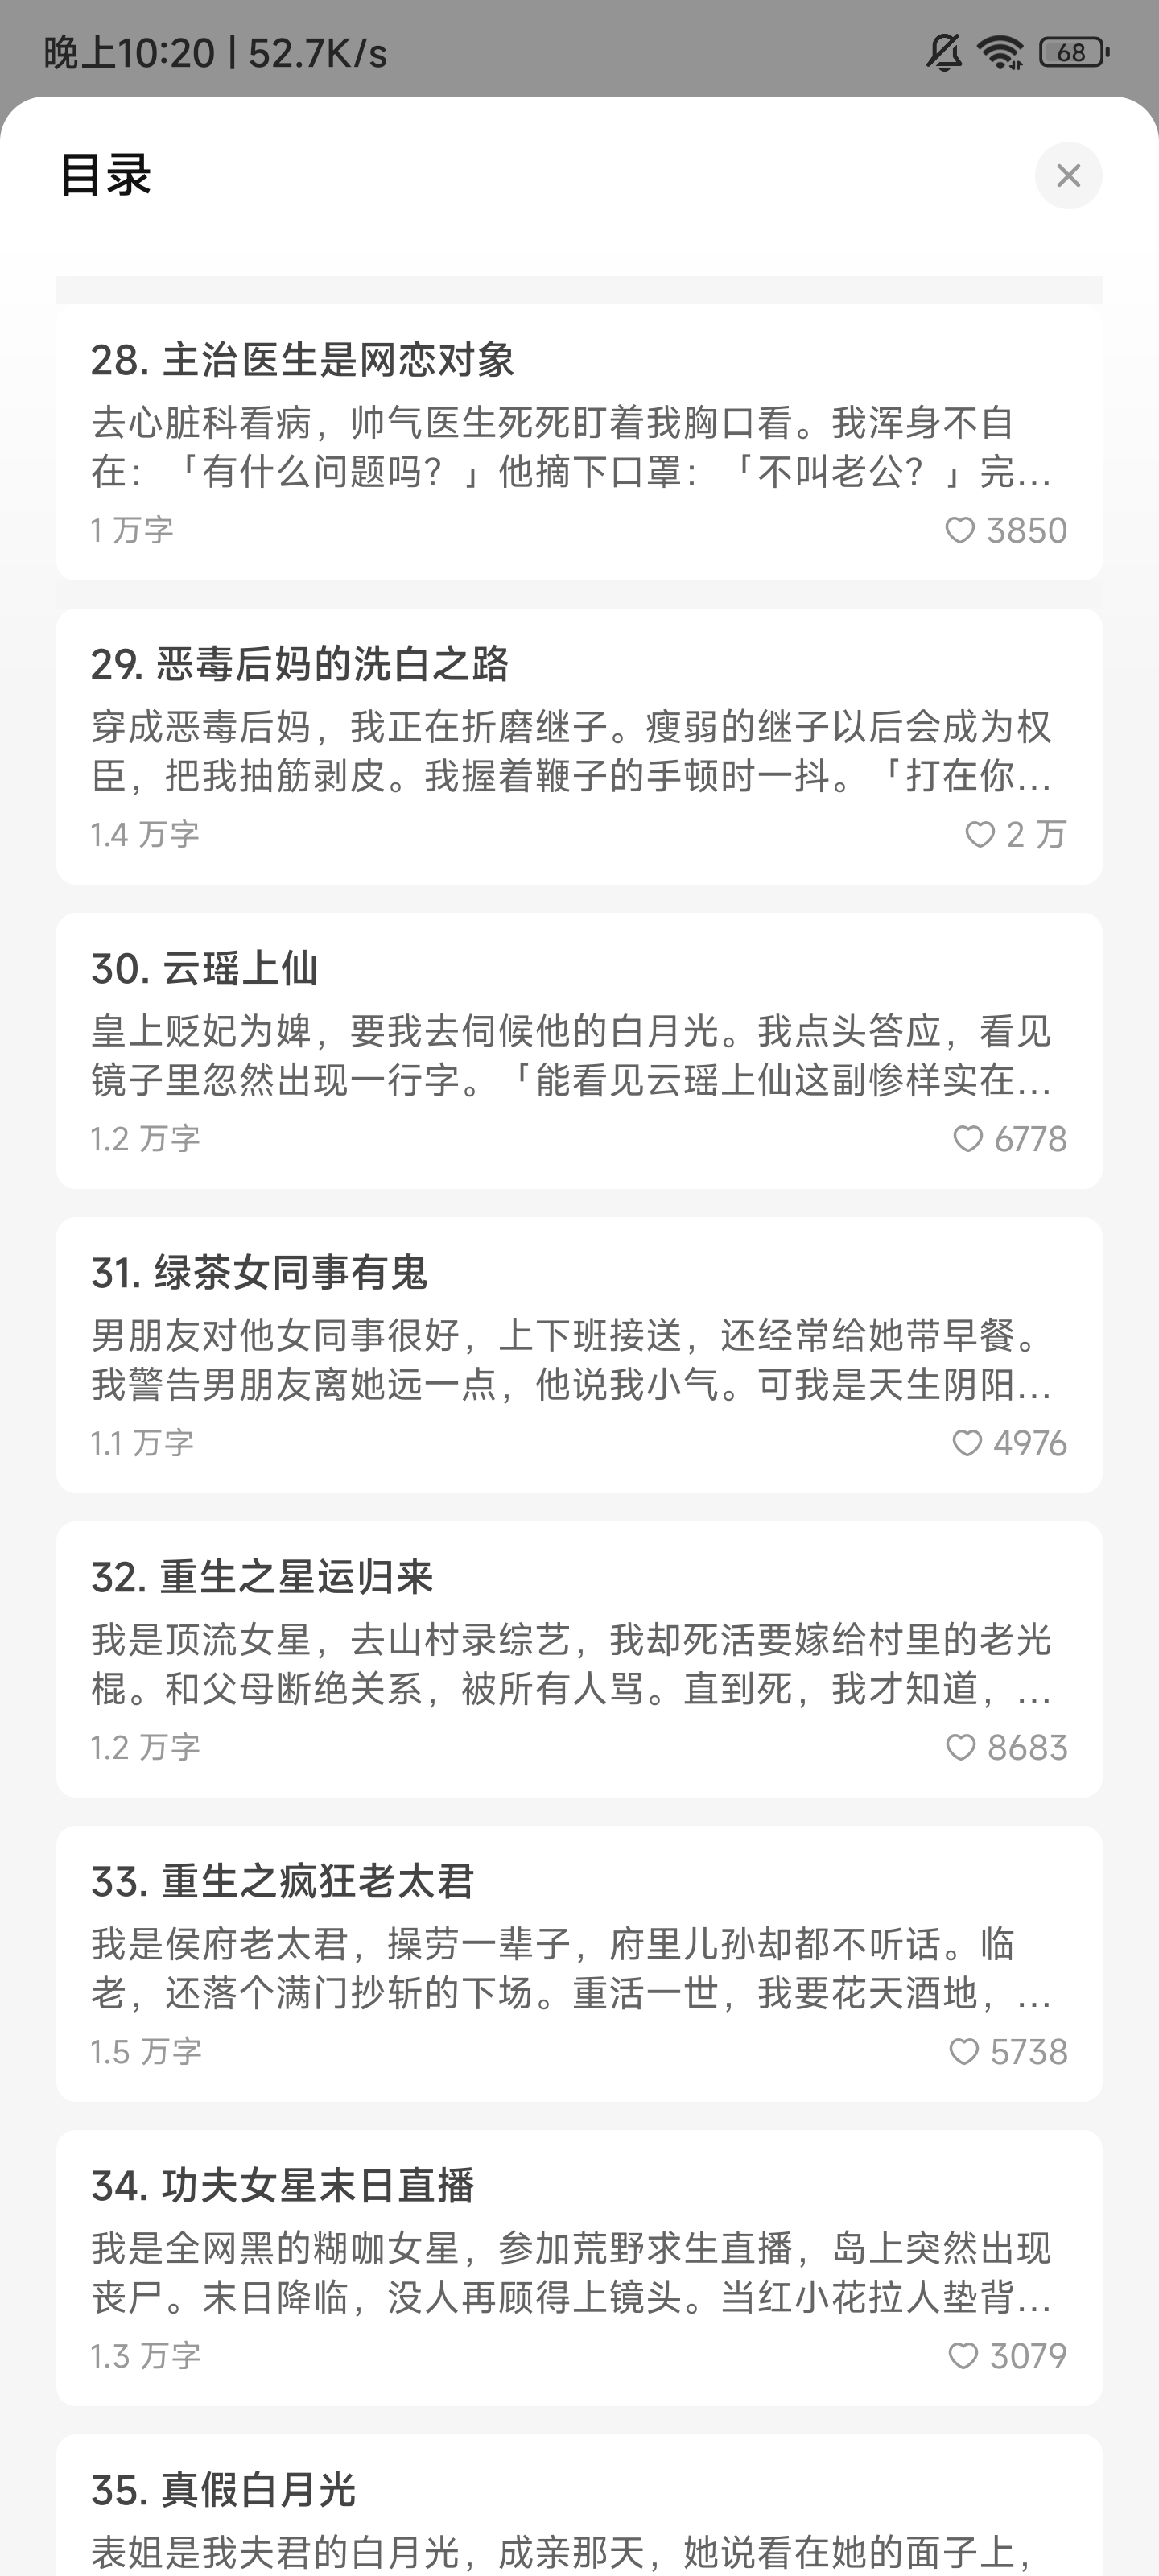 晚上10:20 | 52.7K/s
68
目录
28. 主治医生是网恋对象
去心脏科看病，帅气医生死死盯着我胸口看。我浑身不自
在：「有什么问题吗？」他摘下口罩：「不叫老公？」完...
1 万字
3850
29. 恶毒后妈的洗白之路
穿成恶毒后妈，我正在折磨继子。瘦弱的继子以后会成为权
臣，把我抽筋剥皮。我握着鞭子的手顿时一抖。「打在你...
1.4 万字
2 万
30. 云瑶上仙
皇上贬妃为婢，要我去伺候他的白月光。我点头答应，看见
镜子里忽然出现一行字。「能看见云瑶上仙这副惨样实在...
1.2 万字
6778
31. 绿茶女同事有鬼
男朋友对他女同事很好，上下班接送，还经常给她带早餐。
我警告男朋友离她远一点，他说我小气。可我是天生阴阳...
1.1 万字
4976
32. 重生之星运归来
我是顶流女星，去山村录综艺，我却死活要嫁给村里的老光
棍。和父母断绝关系，被所有人骂。直到死，我才知道，...
1.2 万字
8683
33. 重生之疯狂老太君
我是侯府老太君，操劳一辈子，府里儿孙却都不听话。临
老，还落个满门抄斩的下场。重活一世，我要花天酒地，...
1.5 万字
5738
34. 功夫女星末日直播
我是全网黑的糊咖女星，参加荒野求生直播，岛上突然出现
丧尸。末日降临，没人再顾得上镜头。当红小花拉人垫背...
1.3 万字
3079
35. 真假白月光
表姐是我夫君的白月光，成亲那天，她说看在她的面子上，